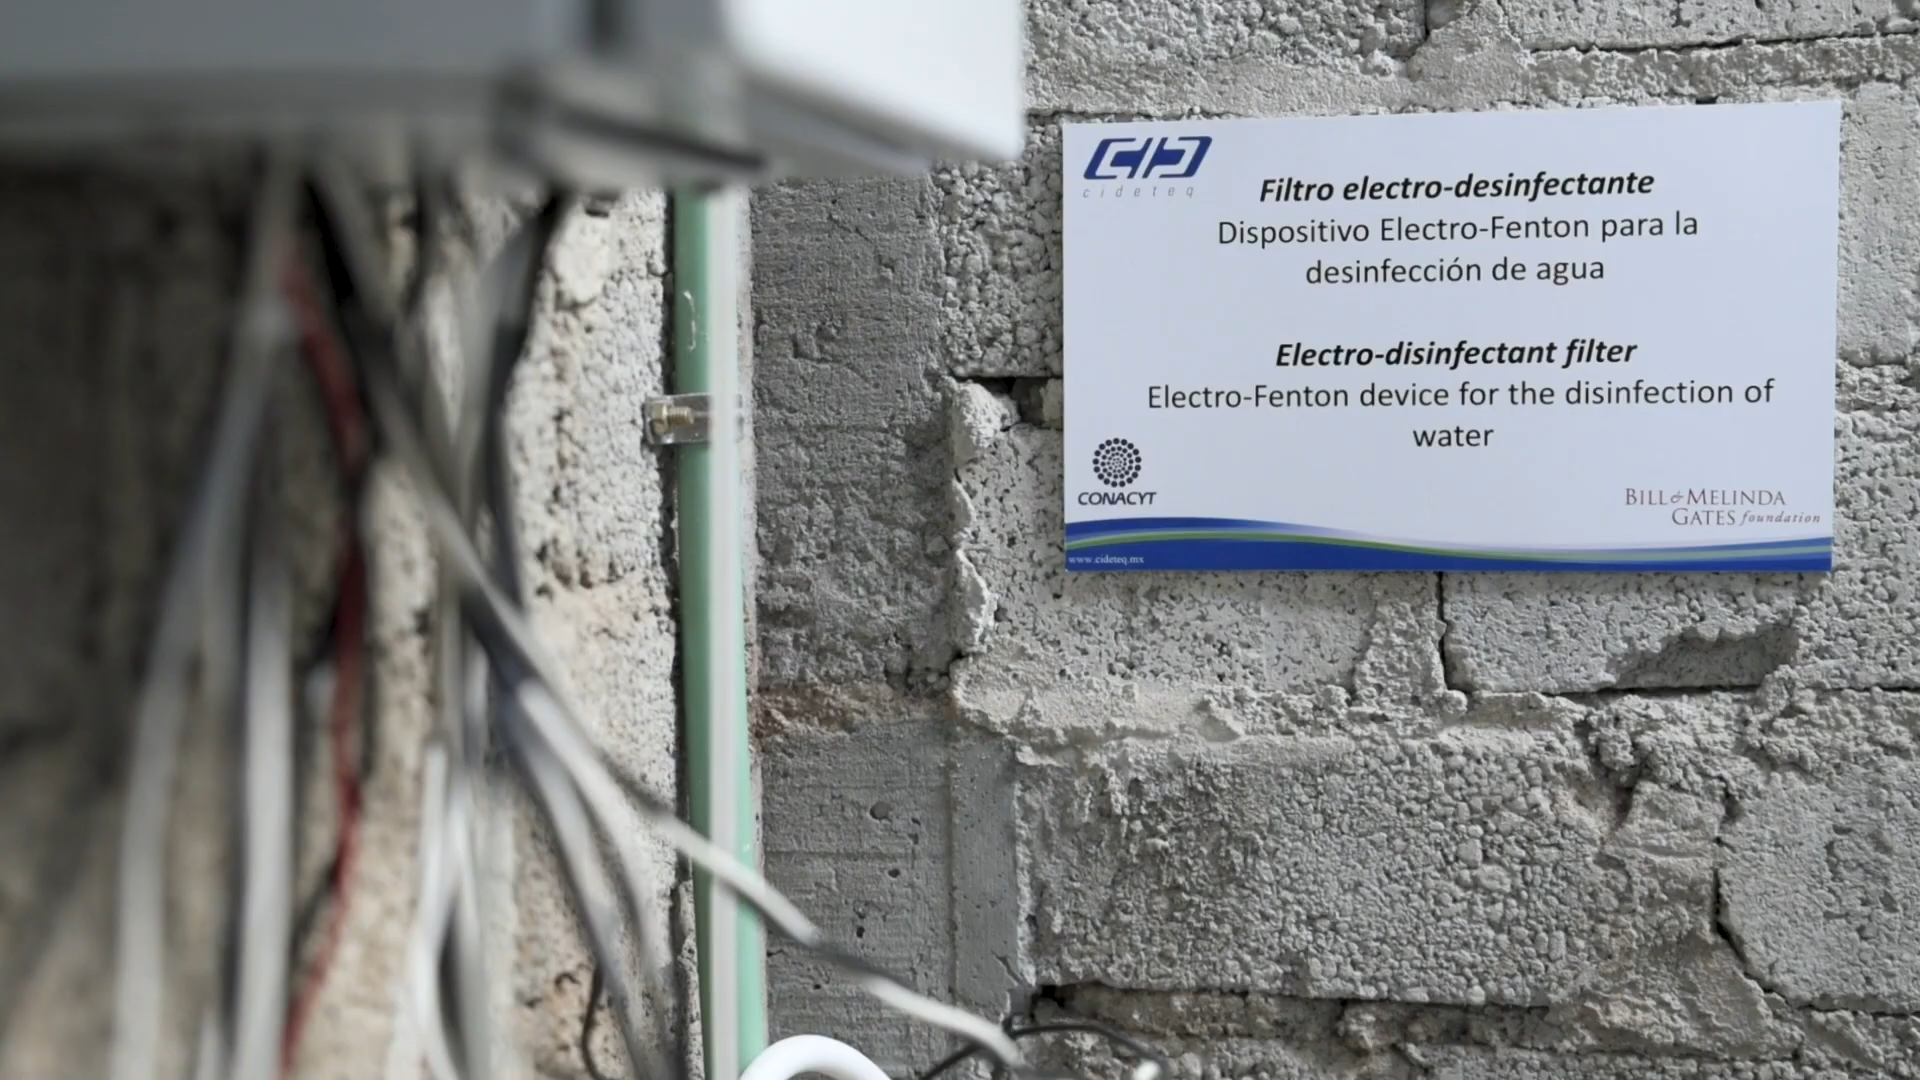 cideteq
Filtro electro-desinfectante
Dispositivo Electro-Fenton para la
desinfección de agua
Electro-disinfectant filter
Electro-Fenton device for the disinfection of
water
CONACYT
BILL & MELINDA
GATES foundation
www.cideteq.mx